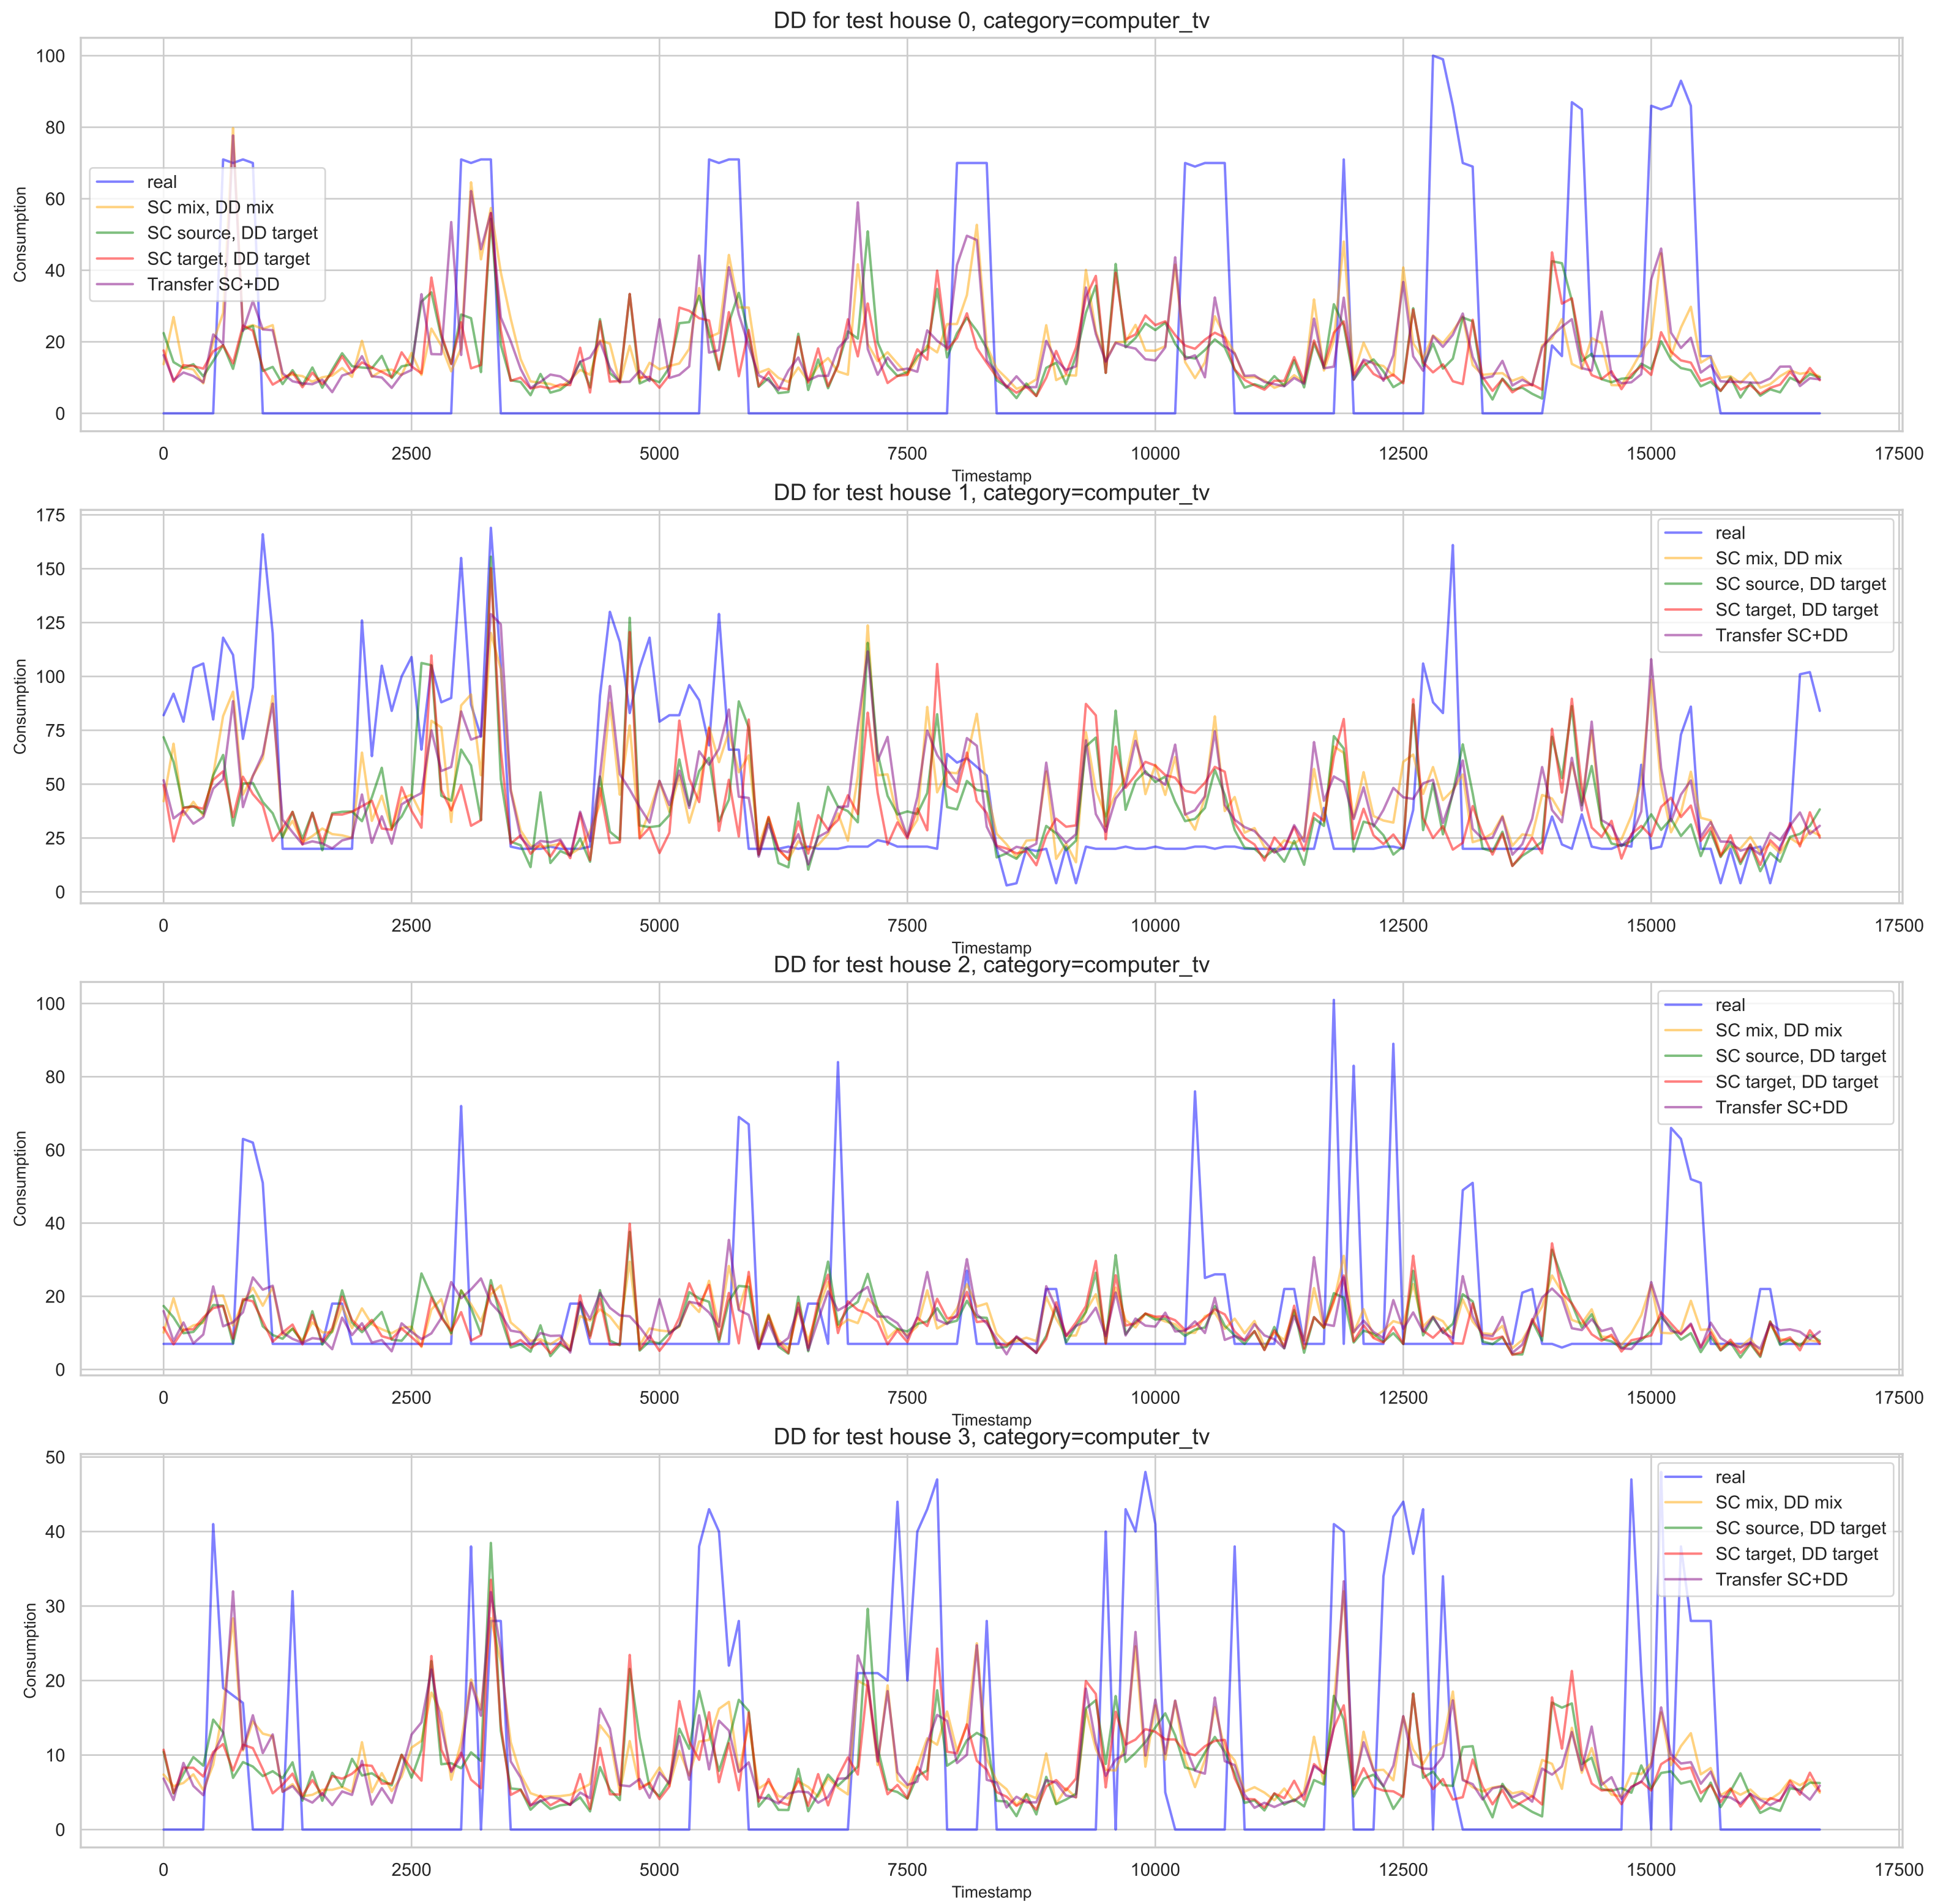 DD for test house 0, category=computer_tv
Consumption
100
80
60
40
20
0
real
SC mix, DD mix
SC source, DD target
SC target, DD target
Transfer SC+DD
0 2500 5000 7500 10000 12500 15000 17500
Timestamp
DD for test house 1, category=computer_tv
Consumption
175
150
125
100
75
50
25
0
real
SC mix, DD mix
SC source, DD target
SC target, DD target
Transfer SC+DD
0 2500 5000 7500 10000 12500 15000 17500
Timestamp
DD for test house 2, category=computer_tv
Consumption
100
80
60
40
20
0
real
SC mix, DD mix
SC source, DD target
SC target, DD target
Transfer SC+DD
0 2500 5000 7500 10000 12500 15000 17500
Timestamp
DD for test house 3, category=computer_tv
Consumption
50
40
30
20
10
0
real
SC mix, DD mix
SC source, DD target
SC target, DD target
Transfer SC+DD
0 2500 5000 7500 10000 12500 15000 17500
Timestamp